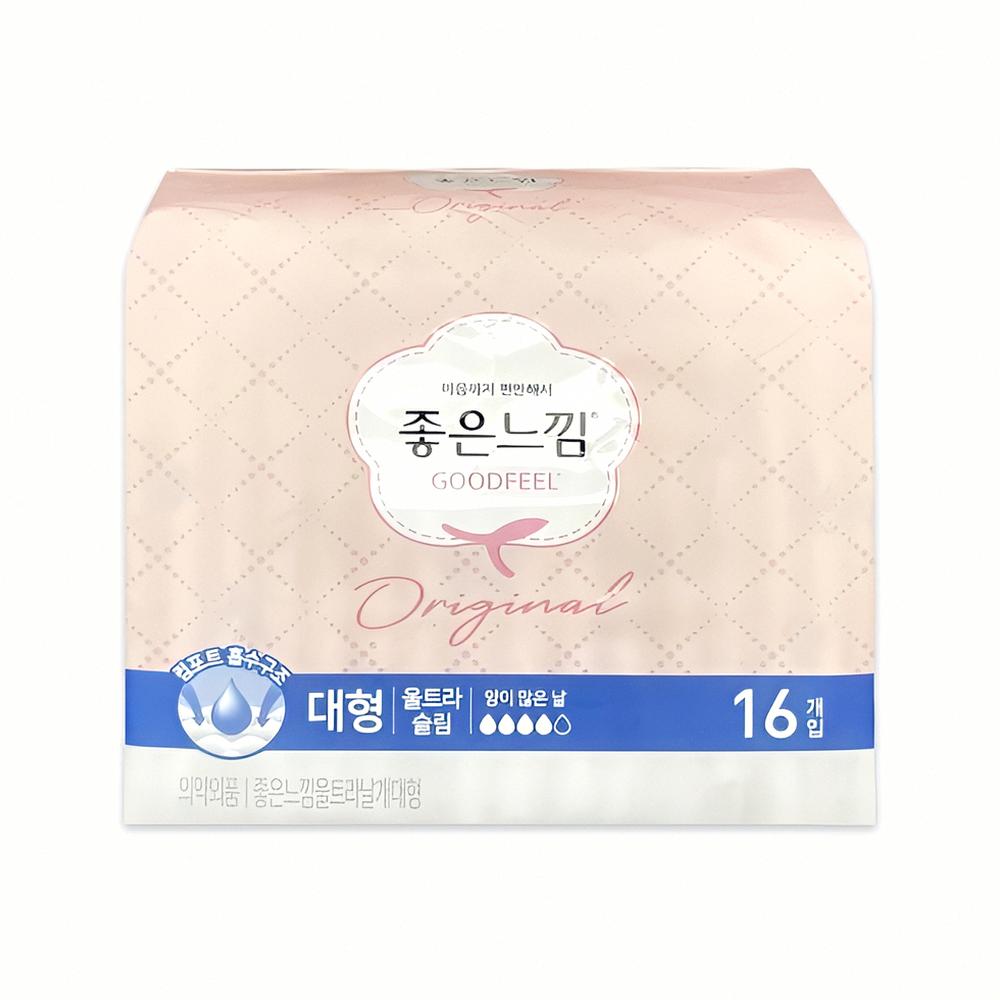 좋은느낌
Original
마음까지 편안해서
좋은느낌
GOODFEEL
Original
컴포트 흡수구조
대형
울트라
슬림
양이 많은 날
16개입
의약외품 | 좋은느낌울트라날개대형